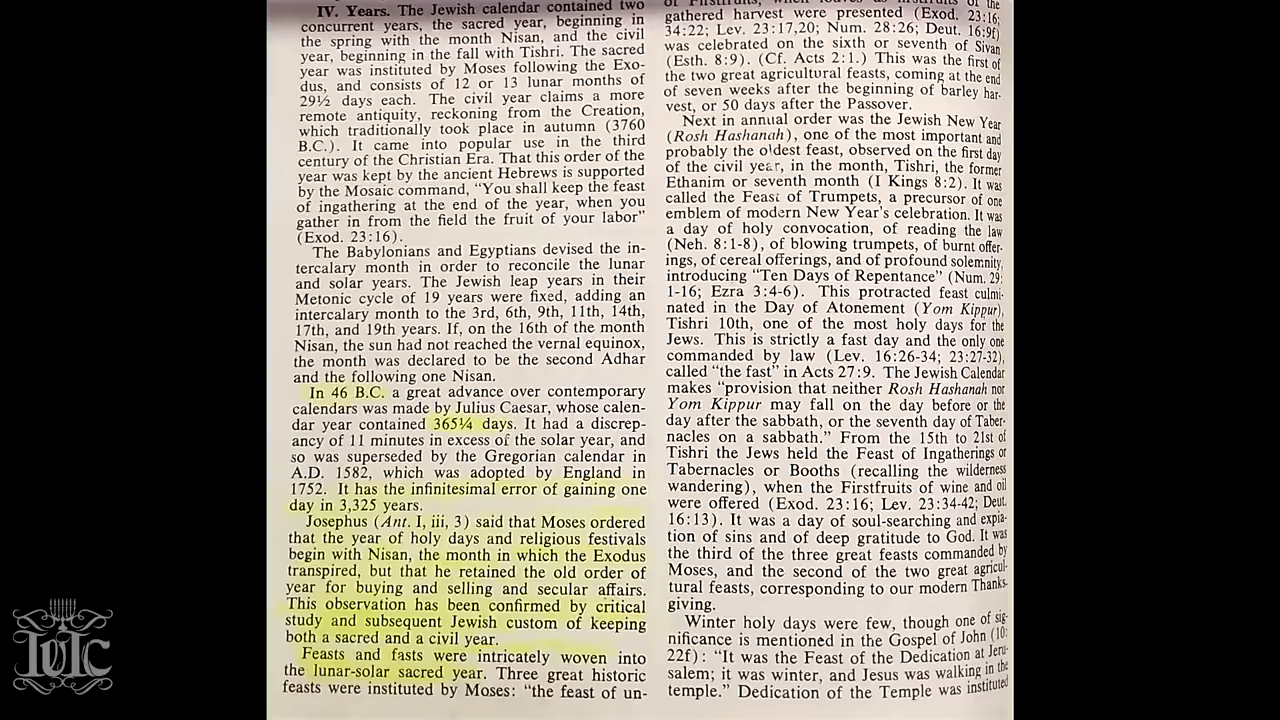 IV. Years. The Jewish calendar contained two
concurrent years, the sacred year, beginning in
the spring with the month Nisan, and the civil
year, beginning in the fall with Tishri. The sacred
year was instituted by Moses following the Exo-
dus, and consists of 12 or 13 lunar months of
29½ days each. The civil year claims a more
remote antiquity, reckoning from the Creation,
which traditionally took place in autumn (3760
B.C.). It came into popular use in the third
century of the Christian Era. That this order of the
year was kept by the ancient Hebrews is supported
by the Mosaic command, “You shall keep the feast
of ingathering at the end of the year, when you
gather in from the field the fruit of your labor”
(Exod. 23:16).
The Babylonians and Egyptians devised the in-
tercalary month in order to reconcile the lunar
and solar years. The Jewish leap years in their
Metonic cycle of 19 years were fixed, adding an
intercalary month to the 3rd, 6th, 9th, 11th, 14th,
17th, and 19th years. If, on the 16th of the month
Nisan, the sun had not reached the vernal equinox,
the month was declared to be the second Adhar
and the following one Nisan.
In 46 B.C. a great advance over contemporary
calendars was made by Julius Caesar, whose calen-
dar year contained 365¼ days. It had a discrep-
ancy of 11 minutes in excess of the solar year, and
so was superseded by the Gregorian calendar in
A.D. 1582, which was adopted by England in
1752. It has the infinitesimal error of gaining one
day in 3,325 years.
Josephus (Ant. I, iii, 3) said that Moses ordered
that the year of holy days and religious festivals
begin with Nisan, the month in which the Exodus
transpired, but that he retained the old order of
year for buying and selling and secular affairs.
This observation has been confirmed by critical
study and subsequent Jewish custom of keeping
both a sacred and a civil year.
Feasts and fasts were intricately woven into
the lunar-solar sacred year. Three great historic
feasts were instituted by Moses: “the feast of un-
of Firstfruits, when loaves as firstfruits of the
gathered harvest were presented (Exod. 23:16;
34:22; Lev. 23:17,20; Num. 28:26; Deut. 16:9f)
was celebrated on the sixth or seventh of Sivan
(Esth. 8:9). (Cf. Acts 2:1.) This was the first of
the two great agricultural feasts, coming at the end
of seven weeks after the beginning of barley har-
vest, or 50 days after the Passover.
Next in annual order was the Jewish New Year
(Rosh Hashanah), one of the most important and
probably the oldest feast, observed on the first day
of the civil year, in the month, Tishri, the former
Ethanim or seventh month (I Kings 8:2). It was
called the Feast of Trumpets, a precursor of one
emblem of modern New Year’s celebration. It was
a day of holy convocation, of reading the law
(Neh. 8:1-8), of blowing trumpets, of burnt offer-
ings, of cereal offerings, and of profound solemnity,
introducing “Ten Days of Repentance” (Num. 29:
1-16; Ezra 3:4-6). This protracted feast culmi-
nated in the Day of Atonement (Yom Kippur),
Tishri 10th, one of the most holy days for the
Jews. This is strictly a fast day and the only one
commanded by law (Lev. 16:26-34; 23:27-32),
called “the fast” in Acts 27:9. The Jewish Calendar
makes “provision that neither Rosh Hashanah nor
Yom Kippur may fall on the day before or the
day after the sabbath, or the seventh day of Taber-
nacles on a sabbath.” From the 15th to 21st of
Tishri the Jews held the Feast of Ingatherings or
Tabernacles or Booths (recalling the wilderness
wandering), when the Firstfruits of wine and oil
were offered (Exod. 23:16; Lev. 23:34-42; Deut.
16:13). It was a day of soul-searching and expia-
tion of sins and of deep gratitude to God. It was
the third of the three great feasts commanded by
Moses, and the second of the two great agricul-
tural feasts, corresponding to our modern Thanks-
giving.
Winter holy days were few, though one of sig-
nificance is mentioned in the Gospel of John (10:
22f): “It was the Feast of the Dedication at Jeru-
salem; it was winter, and Jesus was walking in the
temple.” Dedication of the Temple was instituted
IUIC